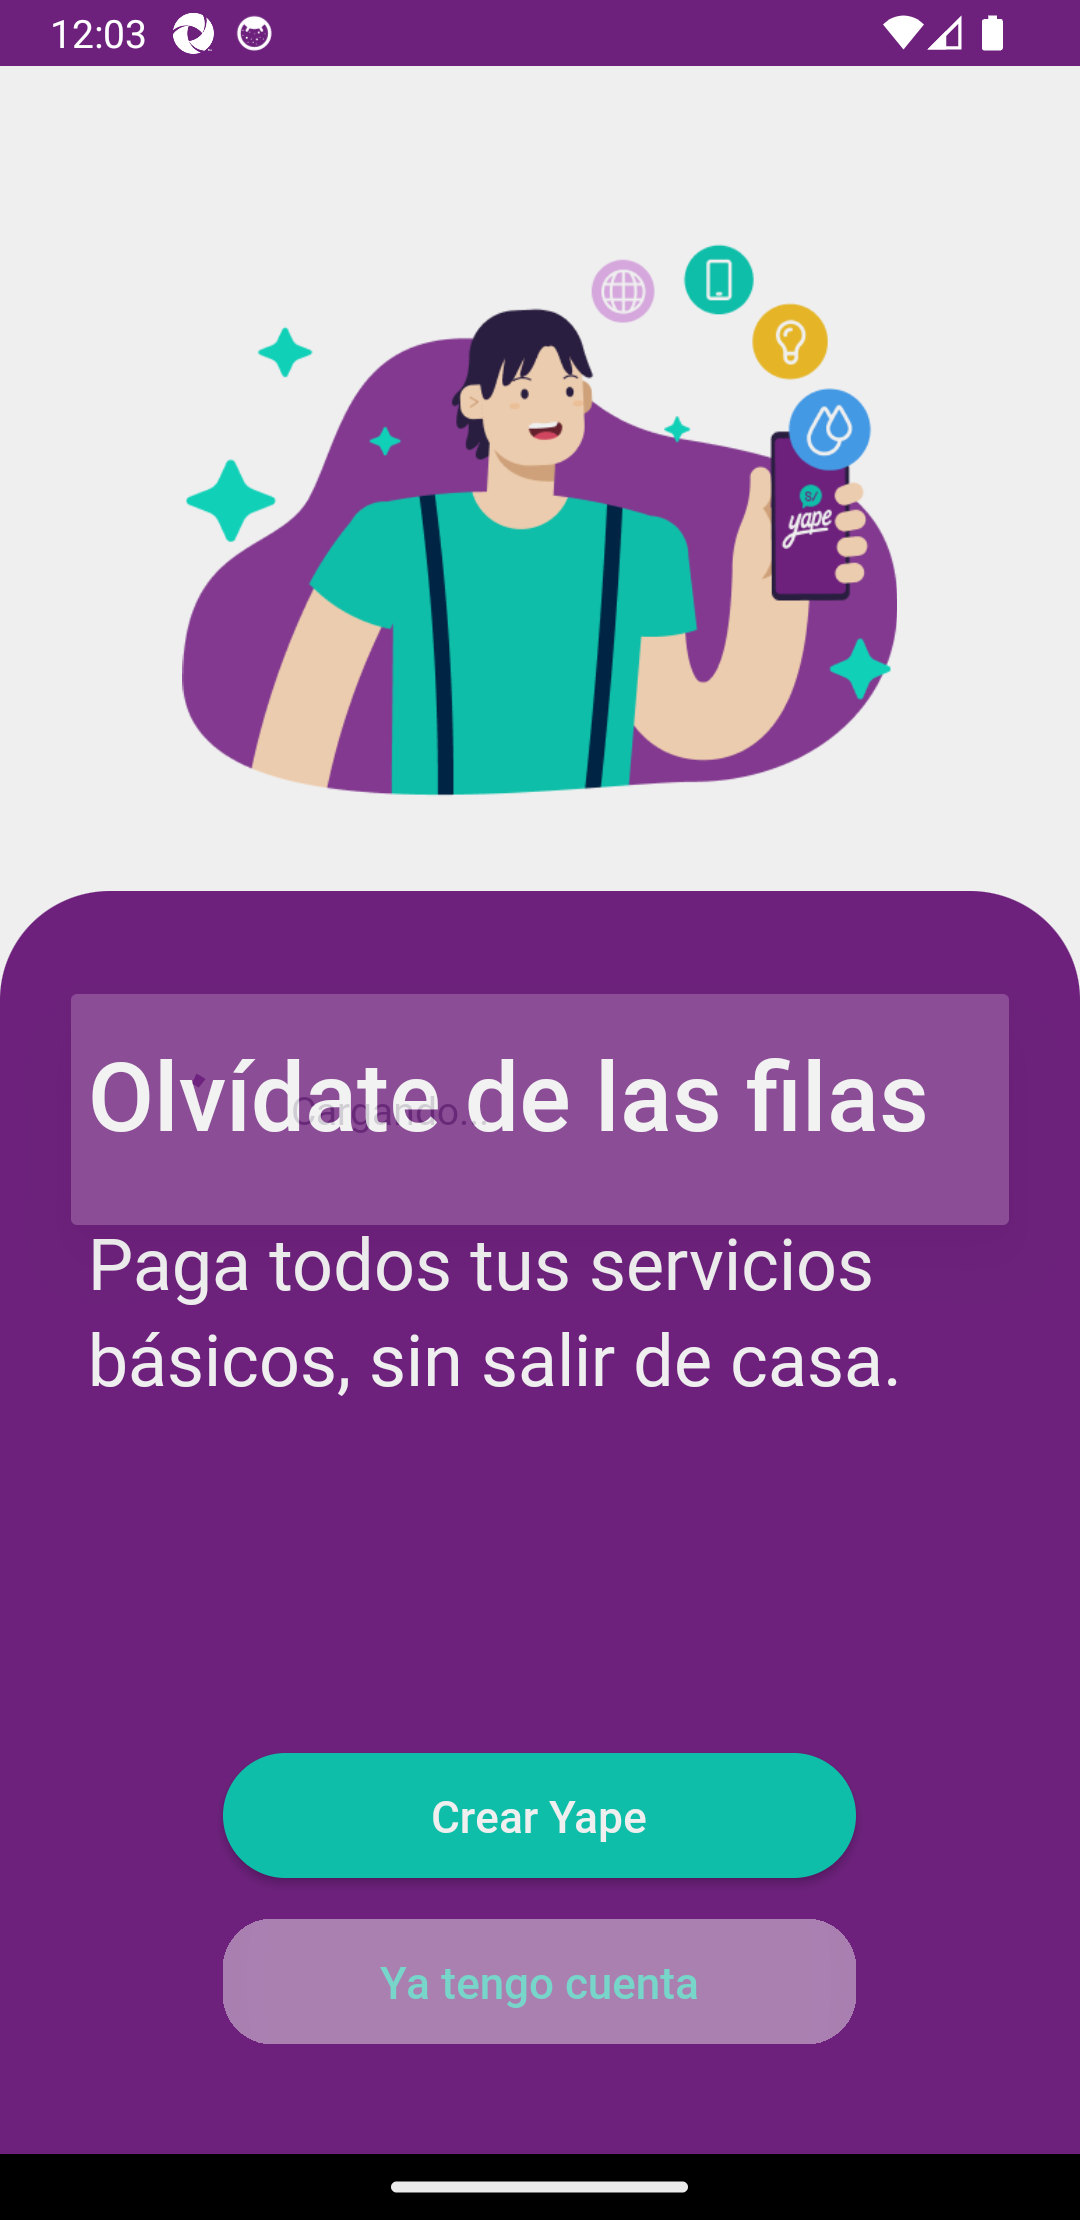 12:03
S/
yape
Olvídate de las filas
Cargando...
Paga todos tus servicios
básicos, sin salir de casa.
Crear Yape
Ya tengo cuenta